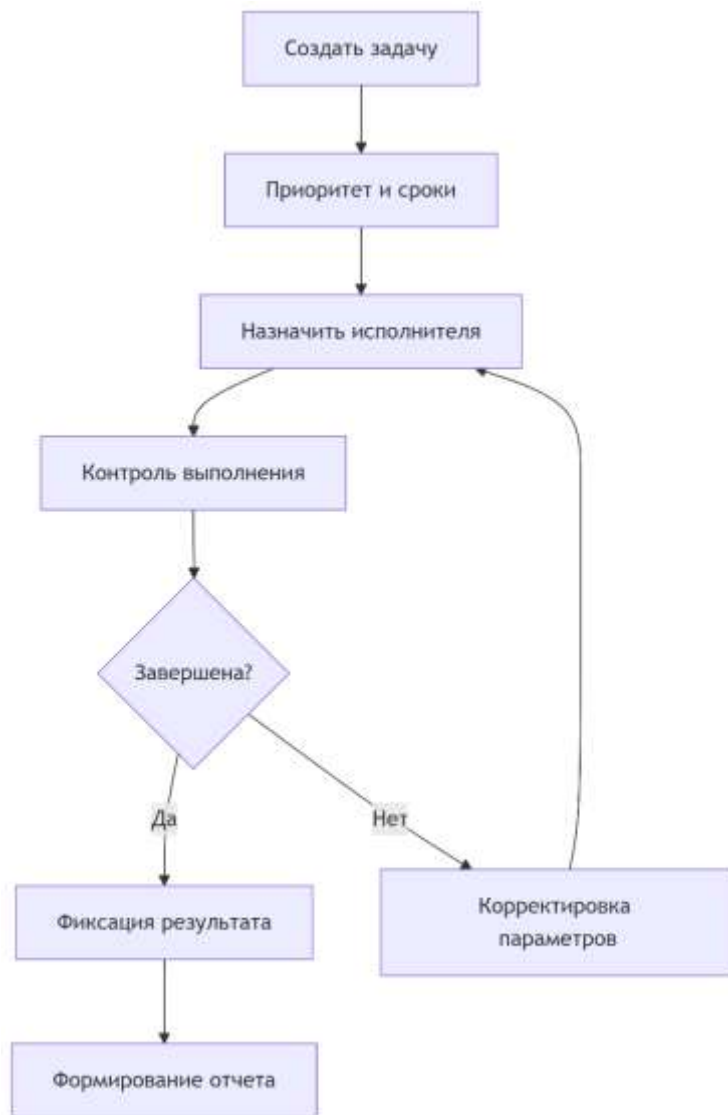 Создать задачу
Приоритет и сроки
Назначить исполнителя
Контроль выполнения
Завершена?
Да
Нет
Фиксация результата
Корректировка
параметров
Формирование отчета